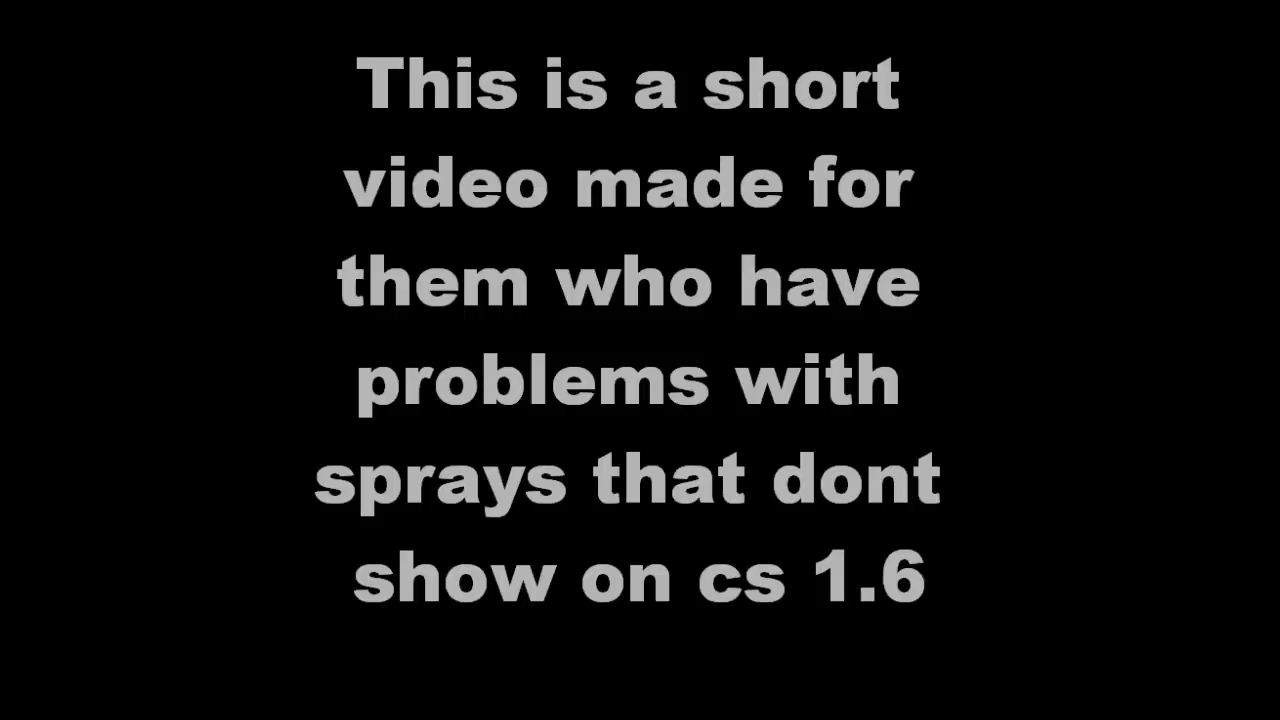 This is a short
video made for
them who have
problems with
sprays that dont
show on cs 1.6